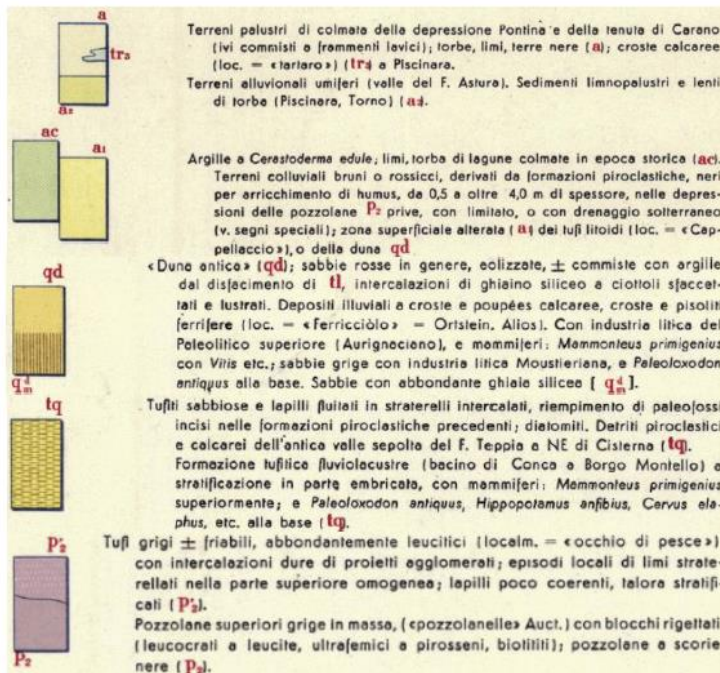 a
tr3
a2
Terreni palustri di colmata della depressione Pontina e della tenuta di Carano
(ivi commisti a frammenti lavici); torbe, limi, terre nere (a); croste calcaree
(loc. = «tartaro») (tr3) a Piscinara.
Terreni alluvionali umiferi (valle del F. Astura). Sedimenti limnopalustri e lenti
di torba (Piscinara, Torno) (a2).
ac
a1
Argille a Cerastoderma edule; limi, torba di lagune colmate in epoca storica (ac).
Terreni colluviali bruni o rossicci, derivati da formazioni piroclastiche, neri
per arricchimento di humus, da 0,5 a oltre 4,0 m di spessore, nelle depres-
sioni delle pozzolane P2 prive, con limitato, o con drenaggio sotterraneo
(v. segni speciali); zona superficiale alterata (a1) dei tufi litoidi (loc. = «Cap-
pellaccio»), o della duna qd
qd
qdm
«Duna antica» (qd); sabbie rosse in genere, eolizzate, ± commiste con argille
dal disfacimento di tl, intercalazioni di ghiaino siliceo a ciottoli sfaccet-
tati e lustrati. Depositi illuviali a croste e poupées calcaree, croste e pisoliti
ferrifere (loc. = «Ferricciòlo» = Ortstein. Alios). Con industria litica del
Paleolitico superiore (Aurignaciano), e mammiferi: Mammonteus primigenius
con Vitis etc.; sabbie grige con industria litica Moustieriana, e Paleoloxodon
antiquus alla base. Sabbie con abbondante ghiaia silicea [ qdm ].
tq
Tufiti sabbiose e lapilli fluitati in straterelli intercalati, riempimento di paleofossi
incisi nelle formazioni piroclastiche precedenti; diatomiti. Detriti piroclastici
e calcarei dell'antica valle sepolta del F. Teppia a NE di Cisterna (tq).
Formazione tufitica fluviolacustre (bacino di Conca a Borgo Montello) a
stratificazione in parte embricata, con mammiferi: Mammonteus primigenius
superiormente; e Paleoloxodon antiquus, Hippopotamus anfibius, Cervus ela-
phus, etc. alla base (tq).
P'2
P2
Tufi grigi ± friabili, abbondantemente leucitici (localm. = «occhio di pesce»)
con intercalazioni dure di proietti agglomerati; episodi locali di limi strate-
rellati nella parte superiore omogenea; lapilli poco coerenti, talora stratifi-
cati (P'2).
Pozzolane superiori grige in massa, («pozzolanelle» Auct.) con blocchi rigettati
(leucocrati a leucite, ultrafemici a pirosseni, biotititi); pozzolane a scorie
nere (P2).